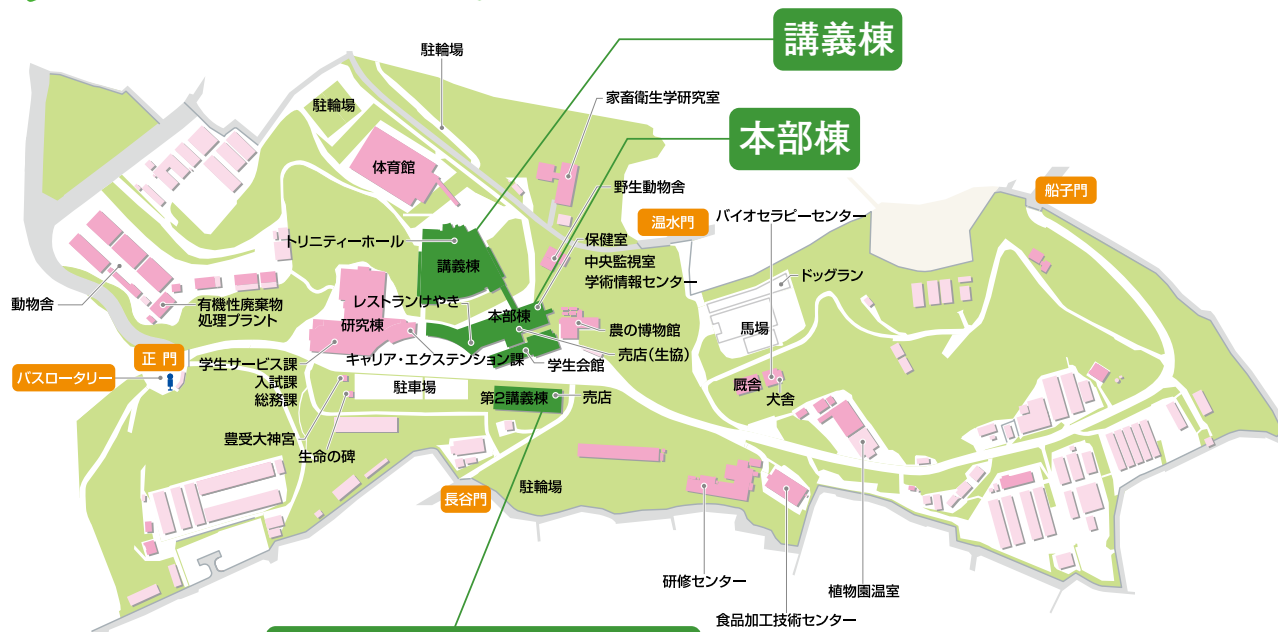 講義棟
駐輪場
家畜衛生学研究室
駐輪場
本部棟
体育館
野生動物舎
船子門
温水門
バイオセラピーセンター
トリニティーホール
保健室
中央監視室
学術情報センター
講義棟
ドッグラン
動物舎
有機性廃棄物
処理プラント
レストランけやき
本部棟
研究棟
農の博物館
馬場
正門
学生サービス課
入試課
総務課
キャリア・エクステンション課
学生会館
売店(生協)
バスロータリー
駐車場
第2講義棟
売店
厩舎
犬舎
豊受大神宮
生命の碑
長谷門
駐輪場
研修センター
植物園温室
食品加工技術センター